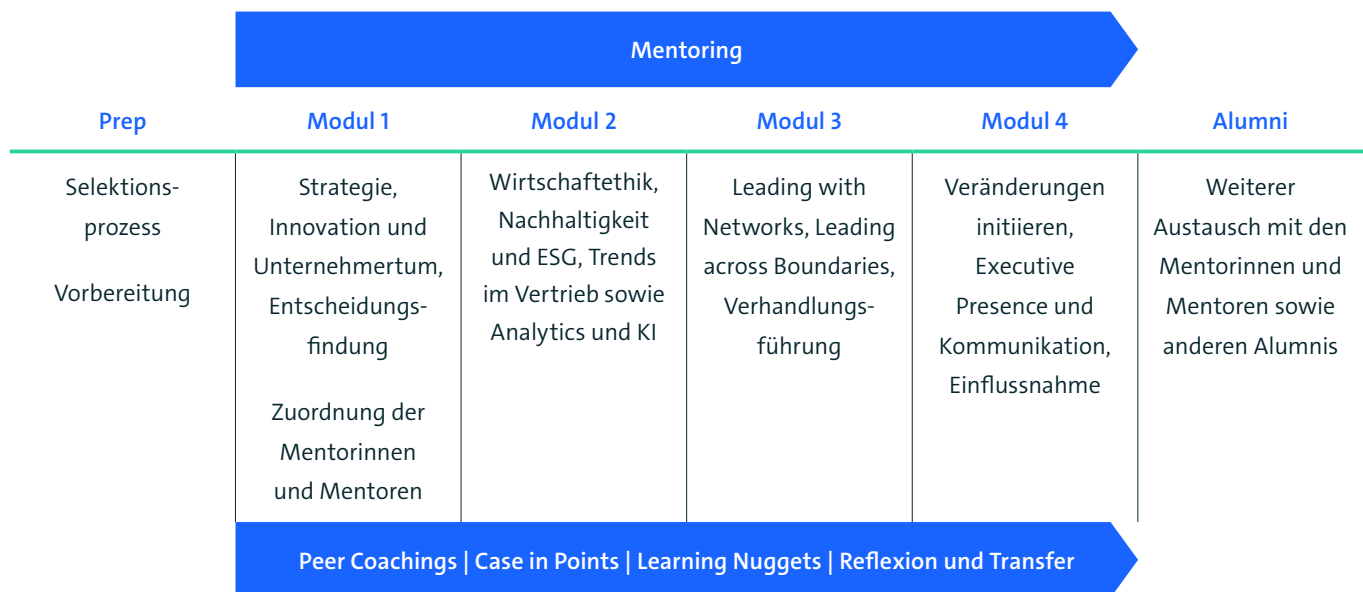 Mentoring
Prep
Modul 1
Modul 2
Modul 3
Modul 4
Alumni
Selektions-
prozess
Vorbereitung
Strategie,
Innovation und
Unternehmertum,
Entscheidungs-
findung
Zuordnung der
Mentorinnen
und Mentoren
Wirtschaftethik,
Nachhaltigkeit
und ESG, Trends
im Vertrieb sowie
Analytics und KI
Leading with
Networks, Leading
across Boundaries,
Verhandlungs-
führung
Veränderungen
initiieren,
Executive
Presence und
Kommunikation,
Einflussnahme
Weiterer
Austausch mit den
Mentorinnen und
Mentoren sowie
anderen Alumnis
Peer Coachings | Case in Points | Learning Nuggets | Reflexion und Transfer